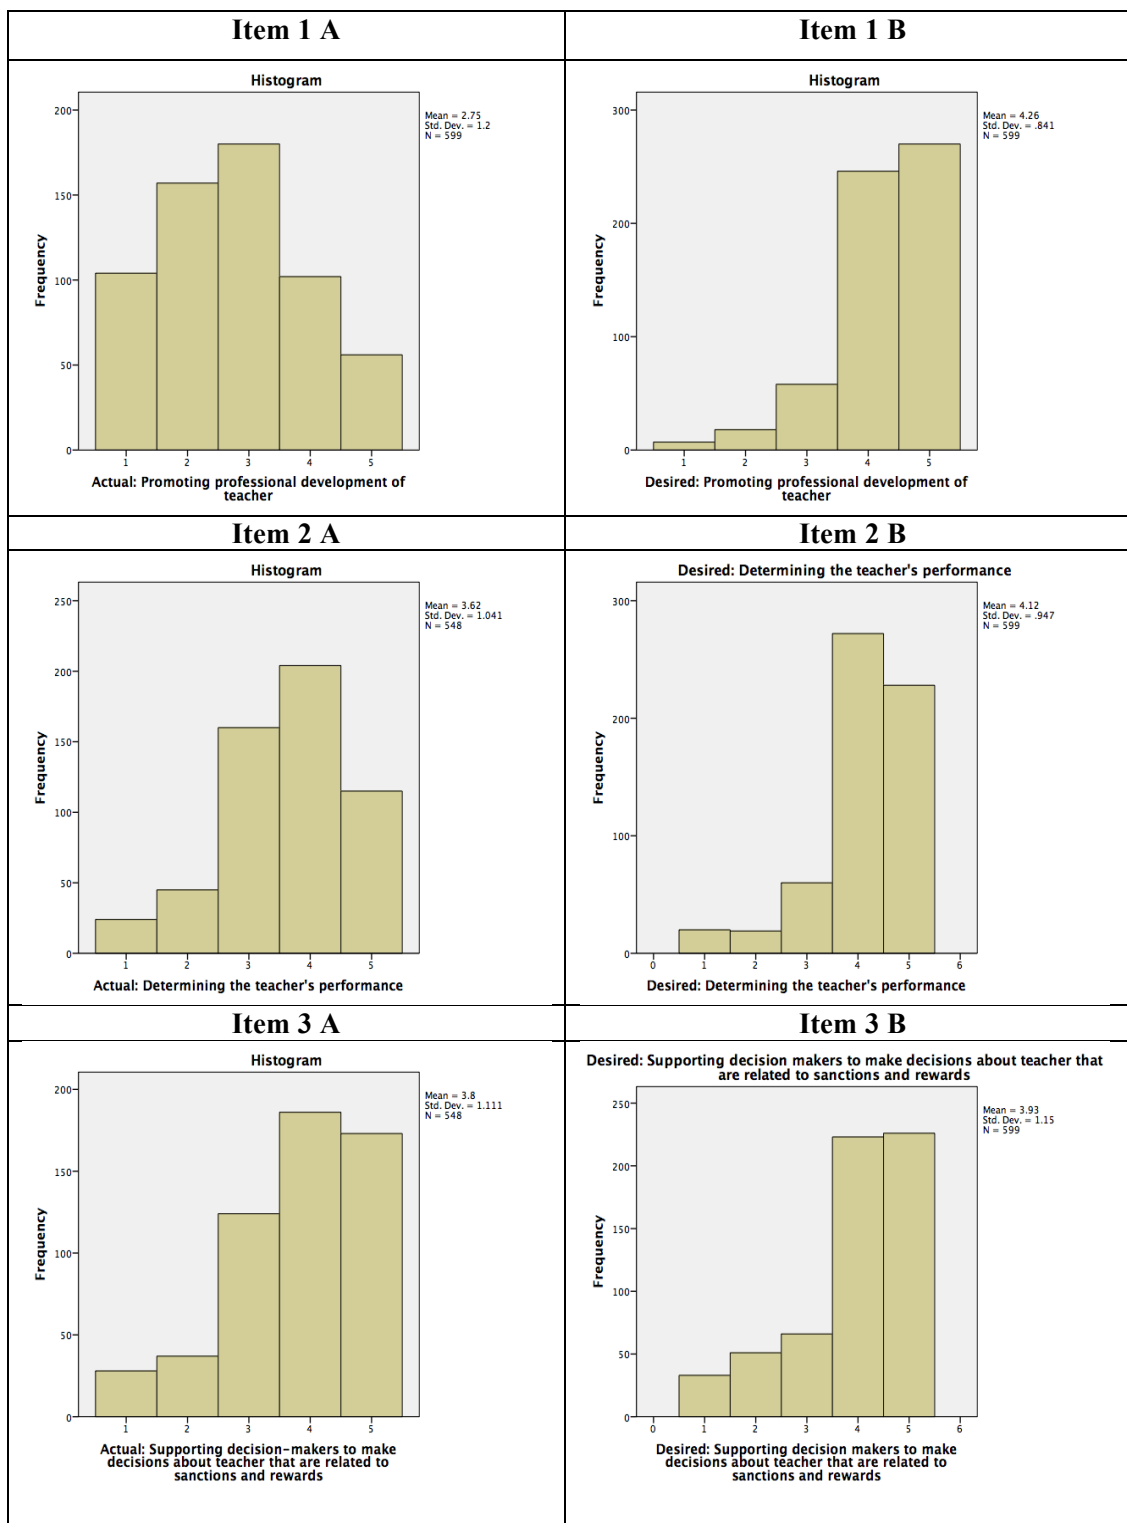 Item 1 A
Item 1 B
Histogram
Mean = 2.75
Std. Dev. = 1.2
N = 599
200
150
100
50
0
Frequency
1 2 3 4 5
Actual: Promoting professional development of
teacher
Histogram
Mean = 4.26
Std. Dev. = .841
N = 599
300
200
100
0
Frequency
1 2 3 4 5
Desired: Promoting professional development of
teacher
Item 2 A
Item 2 B
Histogram
Mean = 3.62
Std. Dev. = 1.041
N = 548
250
200
150
100
50
0
Frequency
1 2 3 4 5
Actual: Determining the teacher's performance
Desired: Determining the teacher's performance
Mean = 4.12
Std. Dev. = .947
N = 599
300
200
100
0
Frequency
0 1 2 3 4 5 6
Desired: Determining the teacher's performance
Item 3 A
Item 3 B
Histogram
Mean = 3.8
Std. Dev. = 1.111
N = 548
200
150
100
50
0
Frequency
1 2 3 4 5
Actual: Supporting decision-makers to make
decisions about teacher that are related to
sanctions and rewards
Desired: Supporting decision makers to make decisions about teacher that
are related to sanctions and rewards
Mean = 3.93
Std. Dev. = 1.15
N = 599
250
200
150
100
50
0
Frequency
0 1 2 3 4 5 6
Desired: Supporting decision makers to make
decisions about teacher that are related to
sanctions and rewards